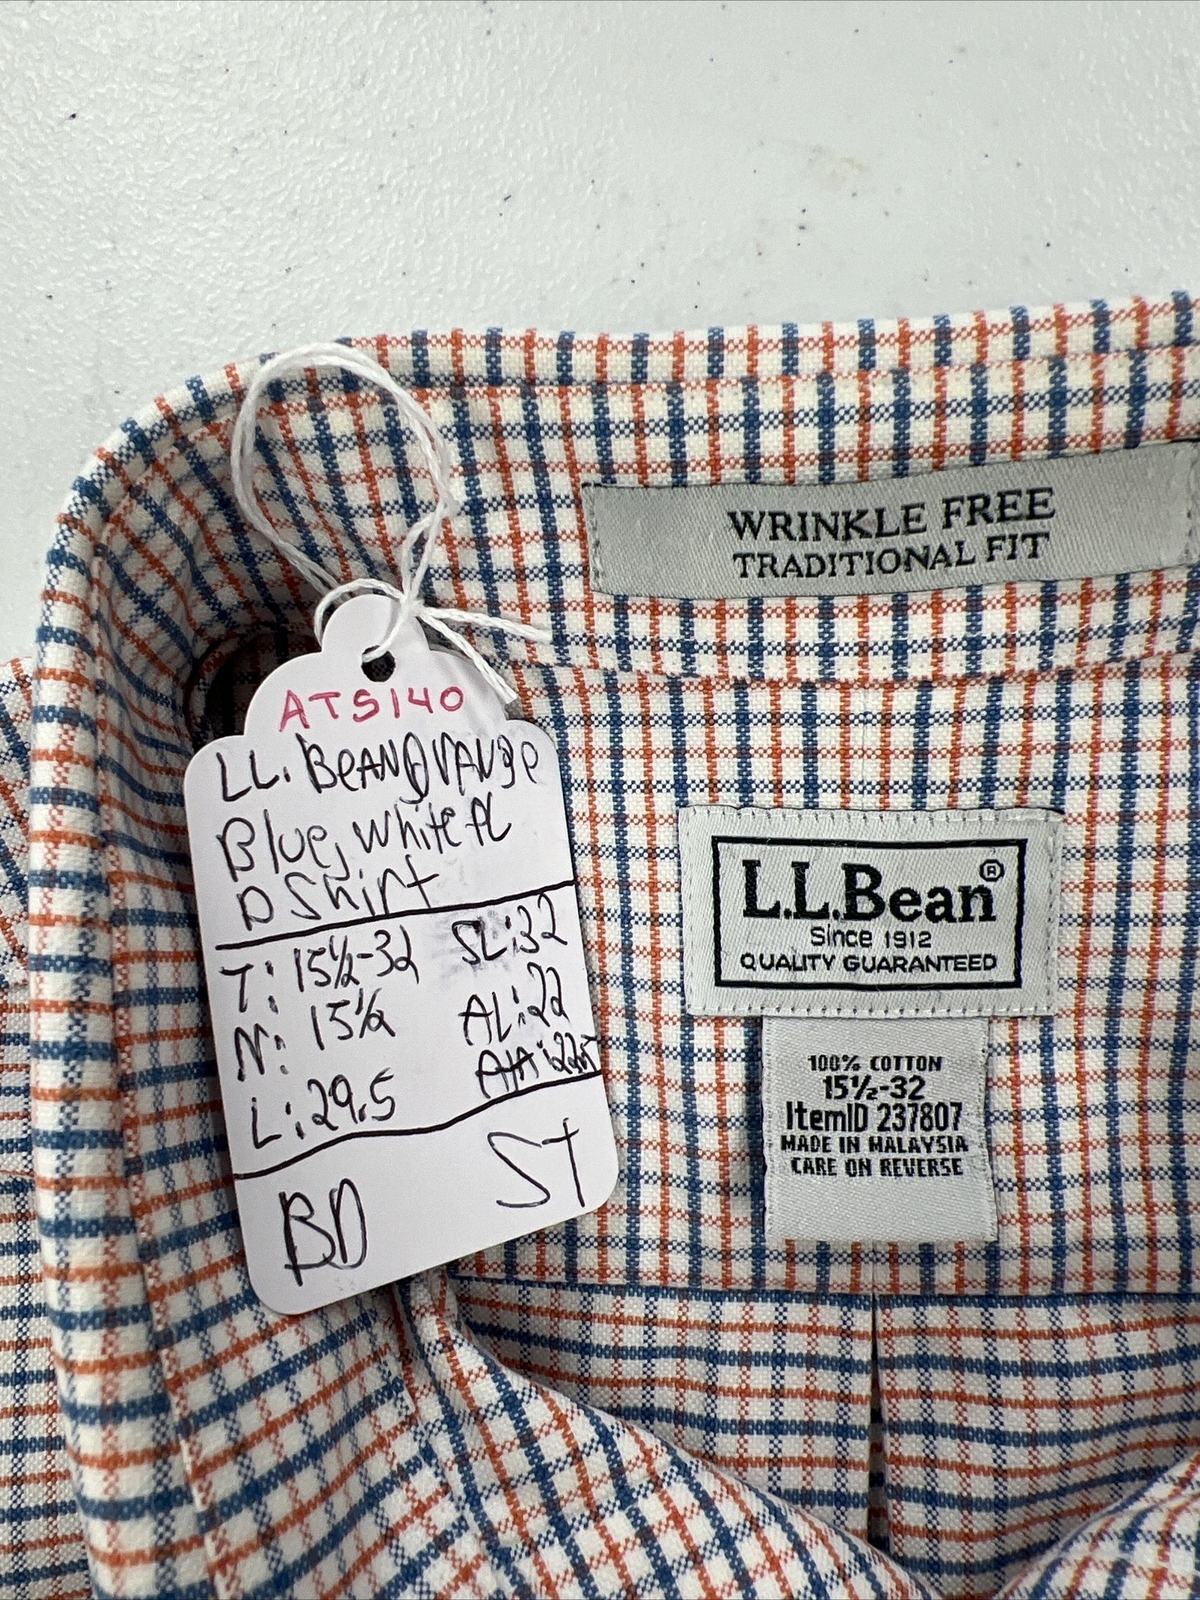 WRINKLE FREE
TRADITIONAL FIT
ATS140
LL. BEAN ORANGE
Blue, White PL
D Shirt
T: 15½-32 SL: 32
N: 15½ AL: 22
L: 29.5
BD ST
L.L.Bean®
Since 1912
QUALITY GUARANTEED
100% COTTON
15½-32
ItemID 237807
MADE IN MALAYSIA
CARE ON REVERSE